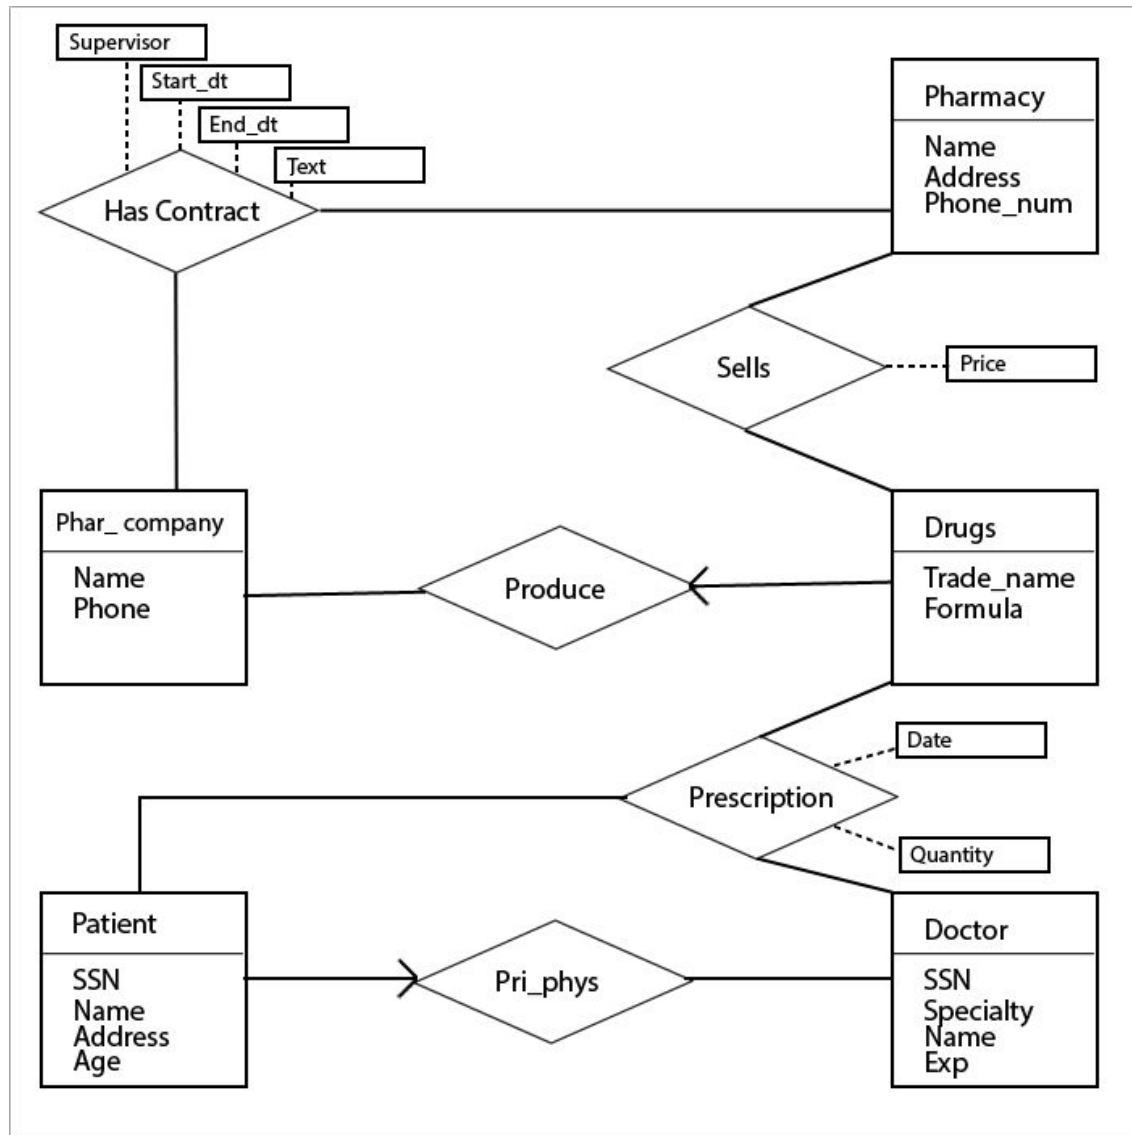 Supervisor
Start_dt
End_dt
Text
Has Contract
Pharmacy
Name
Address
Phone_num
Sells
Price
Phar_ company
Name
Phone
Produce
Drugs
Trade_name
Formula
Date
Prescription
Quantity
Patient
SSN
Name
Address
Age
Pri_phys
Doctor
SSN
Specialty
Name
Exp